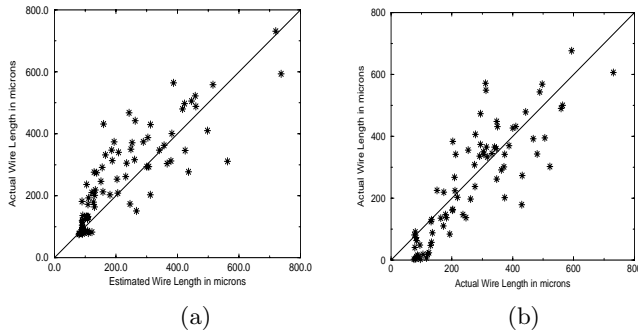 800.0
600.0
400.0
200.0
0.0
0.0 200.0 400.0 600.0 800.0
Actual Wire Length in microns
Estimated Wire Length in microns
(a)
800
600
400
200
0
0 200 400 600 800
Actual Wire Length in microns
Actual Wire Length in microns
(b)